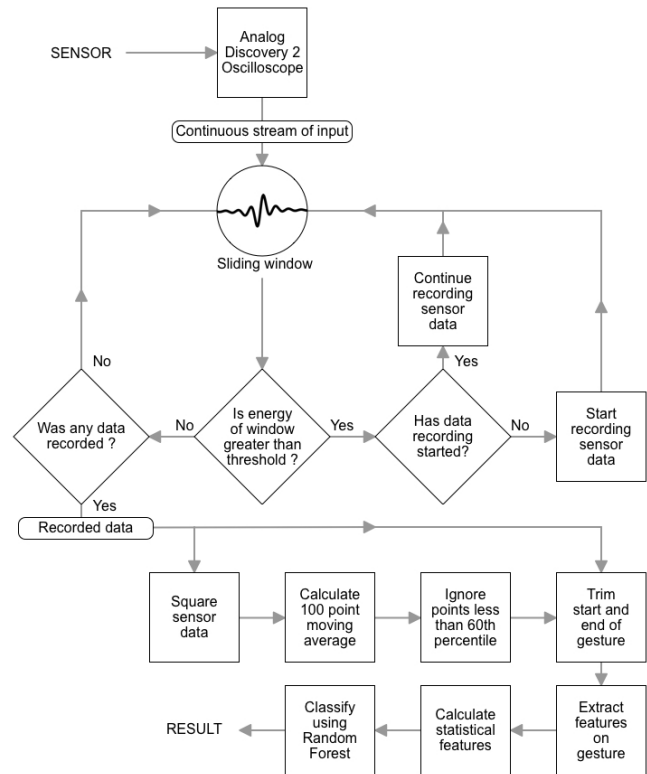 SENSOR
Analog
Discovery 2
Oscilloscope
Continuous stream of input
Sliding window
Continue
recording
sensor
data
No
Yes
Was any data
recorded ?
No
Is energy
of window
greater than
threshold ?
Yes
Has data
recording
started?
No
Start
recording
sensor
data
Yes
Recorded data
Square
sensor
data
Calculate
100 point
moving
average
Ignore
points less
than 60th
percentile
Trim
start and
end of
gesture
RESULT
Classify
using
Random
Forest
Calculate
statistical
features
Extract
features
on
gesture